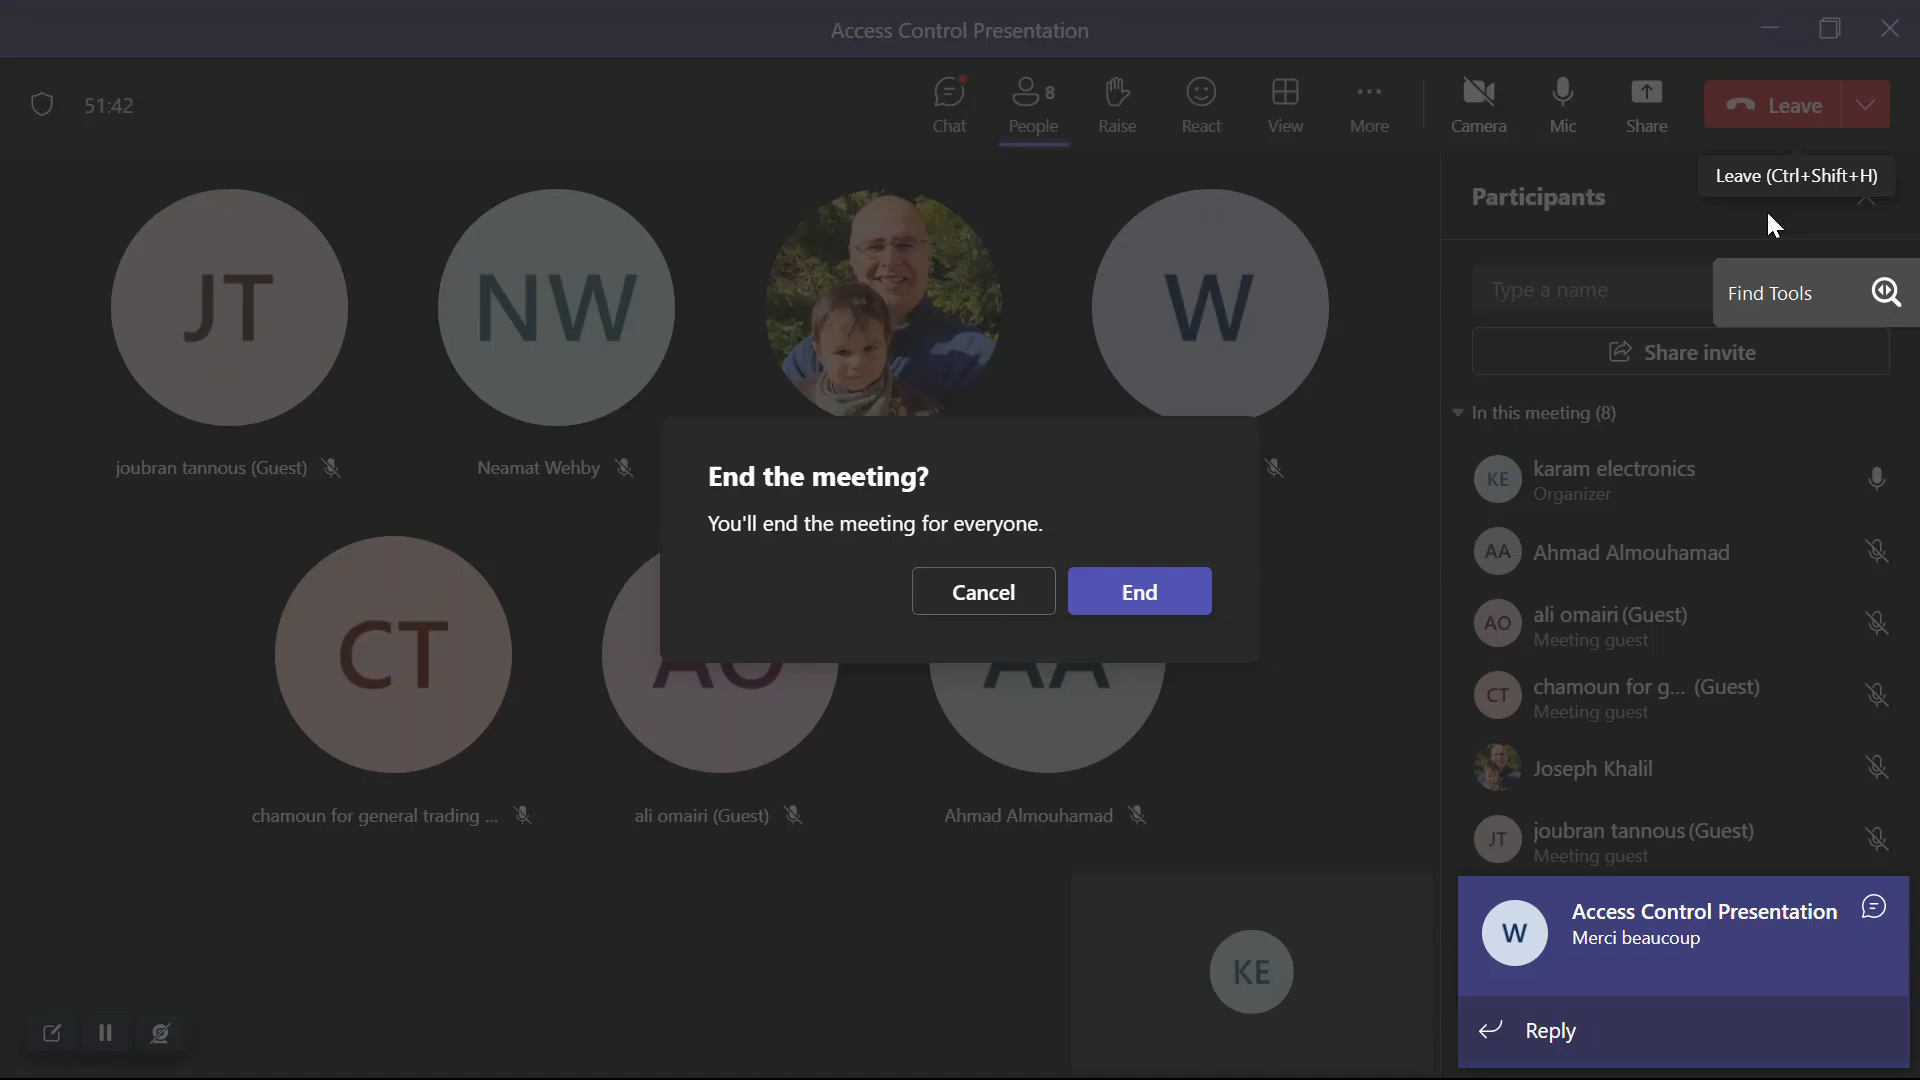 Access Control Presentation
51:42
Chat
People
8
Raise
React
View
More
Camera
Mic
Share
Leave
Leave (Ctrl+Shift+H)
JT
joubran tannous (Guest)
NW
Neamat Wehby
W
CT
chamoun for general trading ...
AO
ali omairi (Guest)
AA
Ahmad Almouhamad
KE
End the meeting?
You'll end the meeting for everyone.
Cancel
End
Participants
Type a name
Find Tools
Share invite
In this meeting (8)
KE
karam electronics
Organizer
AA
Ahmad Almouhamad
AO
ali omairi (Guest)
Meeting guest
CT
chamoun for g... (Guest)
Meeting guest
Joseph Khalil
JT
joubran tannous (Guest)
Meeting guest
W
Access Control Presentation
Merci beaucoup
Reply